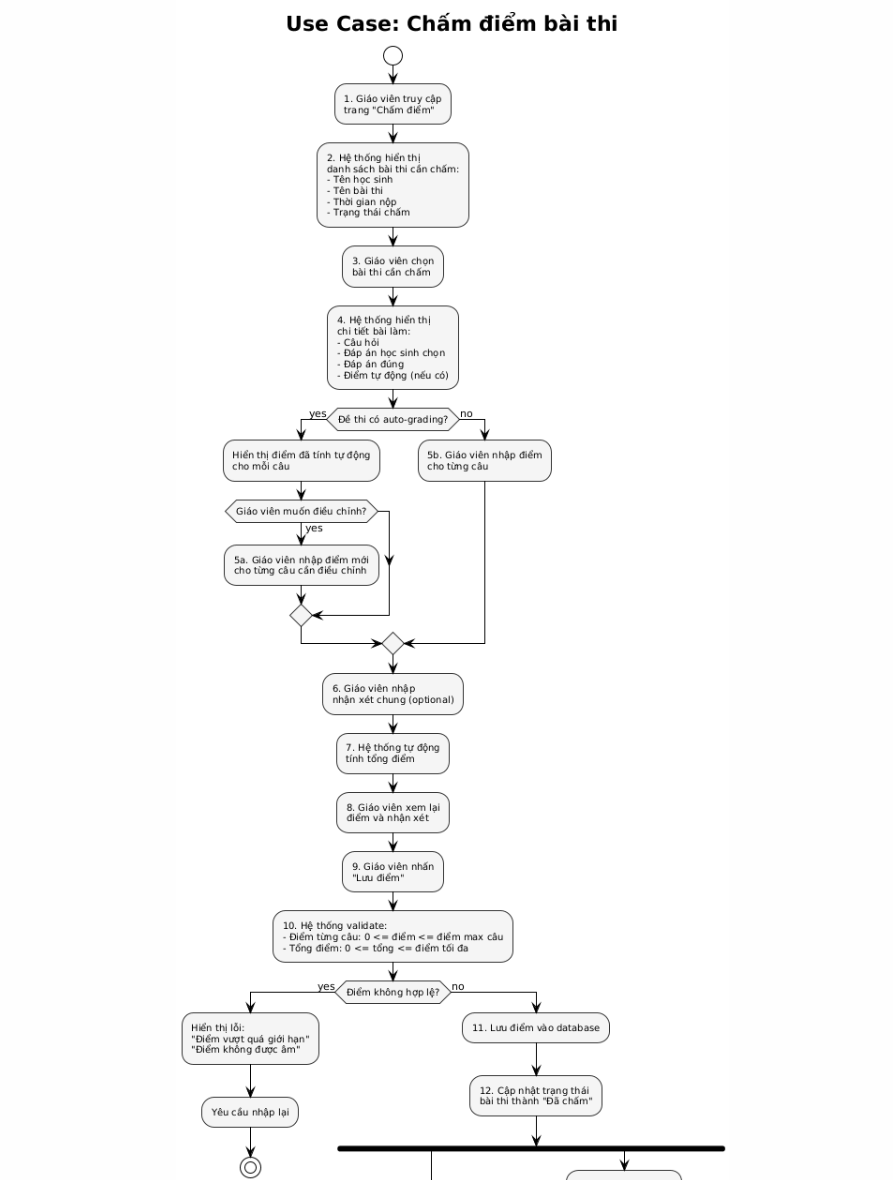 Use Case: Chấm điểm bài thi
1. Giáo viên truy cập
trang "Chấm điểm"
2. Hệ thống hiển thị
danh sách bài thi cần chấm:
- Tên học sinh
- Tên bài thi
- Thời gian nộp
- Trạng thái chấm
3. Giáo viên chọn
bài thi cần chấm
4. Hệ thống hiển thị
chi tiết bài làm:
- Câu hỏi
- Đáp án học sinh chọn
- Đáp án đúng
- Điểm tự động (nếu có)
yes
Đề thi có auto-grading?
no
Hiển thị điểm đã tính tự động
cho mỗi câu
5b. Giáo viên nhập điểm
cho từng câu
Giáo viên muốn điều chỉnh?
yes
5a. Giáo viên nhập điểm mới
cho từng câu cần điều chỉnh
6. Giáo viên nhập
nhận xét chung (optional)
7. Hệ thống tự động
tính tổng điểm
8. Giáo viên xem lại
điểm và nhận xét
9. Giáo viên nhấn
"Lưu điểm"
10. Hệ thống validate:
- Điểm từng câu: 0 <= điểm <= điểm max câu
- Tổng điểm: 0 <= tổng <= điểm tối đa
yes
Điểm không hợp lệ?
no
Hiển thị lỗi:
"Điểm vượt quá giới hạn"
"Điểm không được âm"
11. Lưu điểm vào database
Yêu cầu nhập lại
12. Cập nhật trạng thái
bài thi thành "Đã chấm"